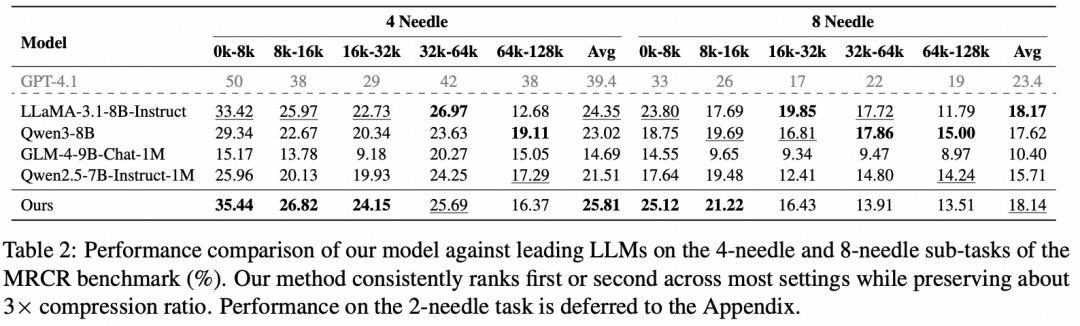 4 Needle 8 Needle
Model
0k-8k 8k-16k 16k-32k 32k-64k 64k-128k Avg 0k-8k 8k-16k 16k-32k 32k-64k 64k-128k Avg
GPT-4.1 50 38 29 42 38 39.4 33 26 17 22 19 23.4
LLaMA-3.1-8B-Instruct 33.42 25.97 22.73 26.97 12.68 24.35 23.80 17.69 19.85 17.72 11.79 18.17
Qwen3-8B 29.34 22.67 20.34 23.63 19.11 23.02 18.75 19.69 16.81 17.86 15.00 17.62
GLM-4-9B-Chat-1M 15.17 13.78 9.18 20.27 15.05 14.69 14.55 9.65 9.34 9.47 8.97 10.40
Qwen2.5-7B-Instruct-1M 25.96 20.13 19.93 24.25 17.29 21.51 17.64 19.48 12.41 14.80 14.24 15.71
Ours 35.44 26.82 24.15 25.69 16.37 25.81 25.12 21.22 16.43 13.91 13.51 18.14
Table 2: Performance comparison of our model against leading LLMs on the 4-needle and 8-needle sub-tasks of the
MRCR benchmark (%). Our method consistently ranks first or second across most settings while preserving about
3× compression ratio. Performance on the 2-needle task is deferred to the Appendix.